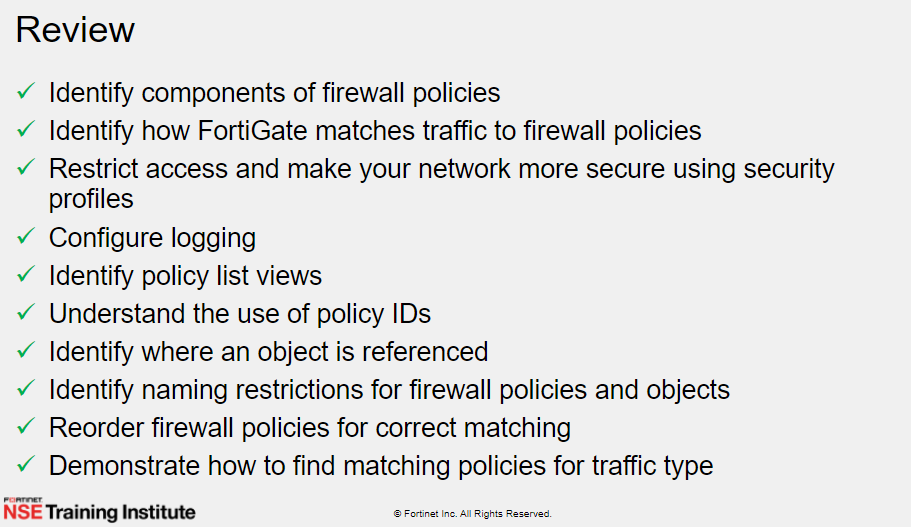 Review
✓ Identify components of firewall policies
✓ Identify how FortiGate matches traffic to firewall policies
✓ Restrict access and make your network more secure using security
profiles
✓ Configure logging
✓ Identify policy list views
✓ Understand the use of policy IDs
✓ Identify where an object is referenced
✓ Identify naming restrictions for firewall policies and objects
✓ Reorder firewall policies for correct matching
✓ Demonstrate how to find matching policies for traffic type
FORTINET
NSE Training Institute
© Fortinet Inc. All Rights Reserved.